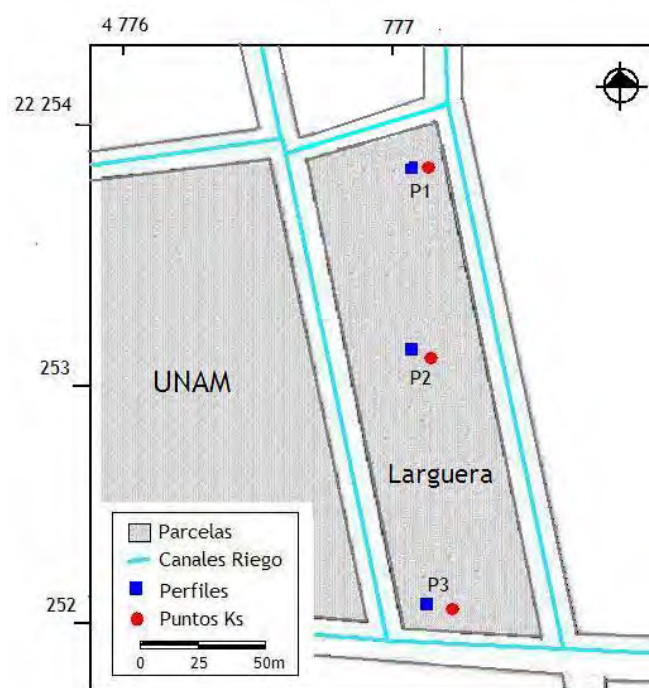 4 776
777
22 254
P1
253
P2
UNAM
Larguera
P3
252
Parcelas
Canales Riego
Perfiles
Puntos Ks
0 25 50m